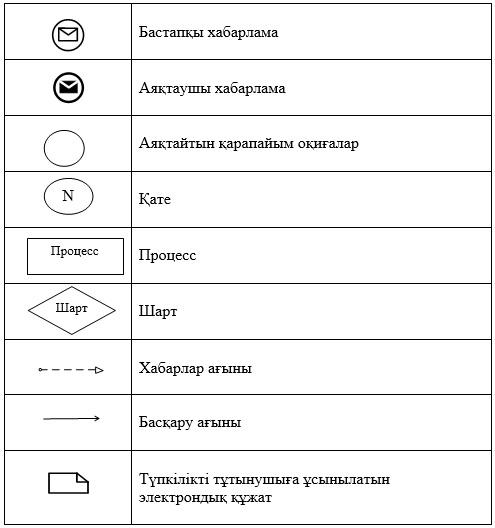 Бастапқы хабарлама
Аяқтаушы хабарлама
Аяқтайтын қарапайым оқиғалар
N
Қате
Процесс
Процесс
Шарт
Шарт
Хабарлар ағыны
Басқару ағыны
Түпкілікті тұтынушыға ұсынылатын
электрондық құжат